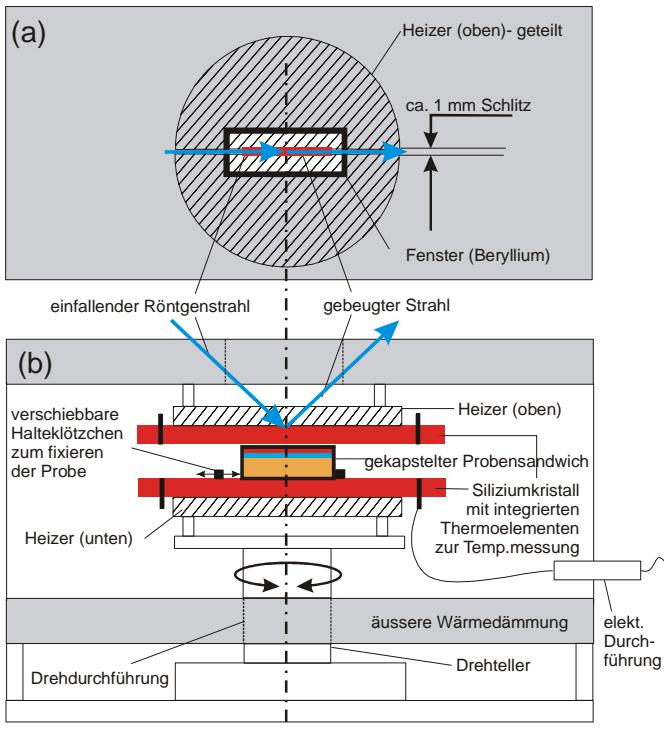 (a)
Heizer (oben)- geteilt
ca. 1 mm Schlitz
Fenster (Beryllium)
einfallender Röntgenstrahl
gebeugter Strahl
(b)
verschiebbare
Halteklötzchen
zum fixieren
der Probe
Heizer (oben)
gekapstelter Probensandwich
Siliziumkristall
mit integrierten
Thermoelementen
zur Temp.messung
Heizer (unten)
äussere Wärmedämmung
elekt.
Durch-
führung
Drehdurchführung
Drehteller